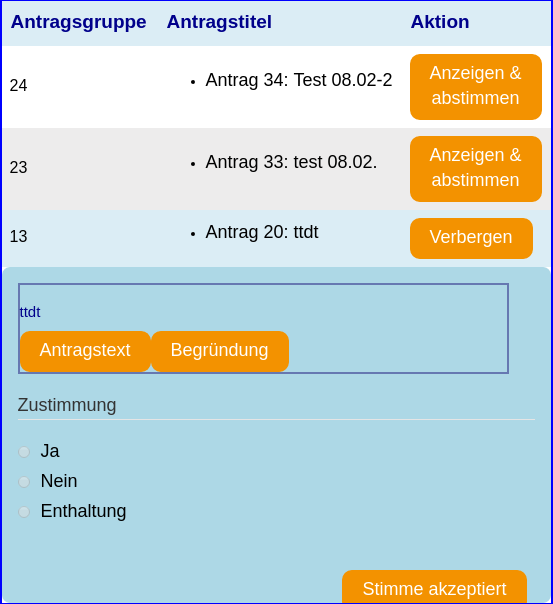 Antragsgruppe Antragstitel Aktion
24 • Antrag 34: Test 08.02-2 Anzeigen &
abstimmen
23 • Antrag 33: test 08.02. Anzeigen &
abstimmen
13 • Antrag 20: ttdt Verbergen
ttdt
Antragstext Begründung
Zustimmung
Ja
Nein
Enthaltung
Stimme akzeptiert